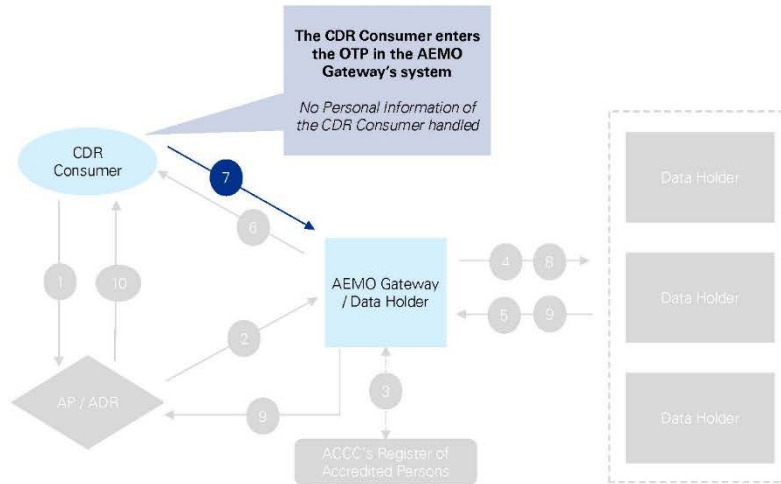 The CDR Consumer enters
the OTP in the AEMO
Gateway's system
No Personal Information of
the CDR Consumer handled
CDR
Consumer
Data Holder
7
6
1
10
AEMO Gateway
/ Data Holder
4
8
Data Holder
5
9
2
AP / ADR
9
3
Data Holder
ACCC's Register of
Accredited Persons